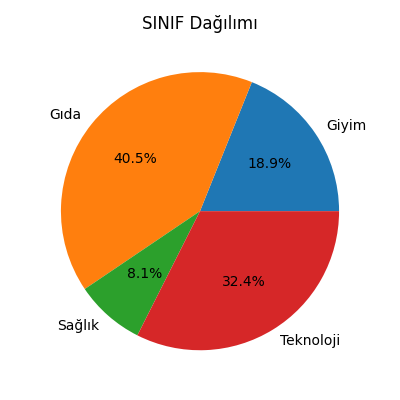 SINIF Dağılımı
Gıda
Giyim
40.5%
18.9%
8.1%
32.4%
Sağlık
Teknoloji